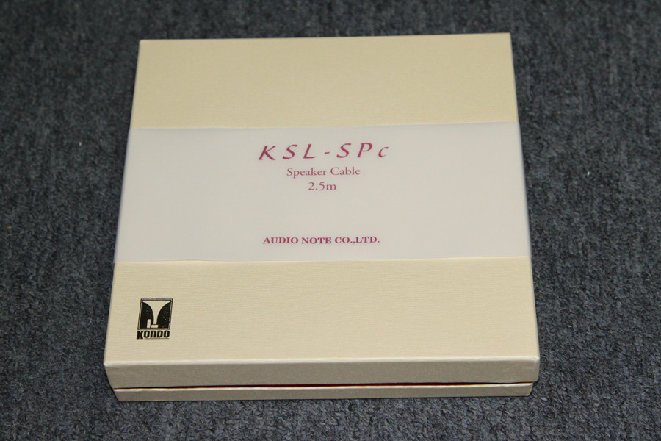 KSL-SPc
Speaker Cable
2.5m
AUDIO NOTE CO.,LTD.
KONDO